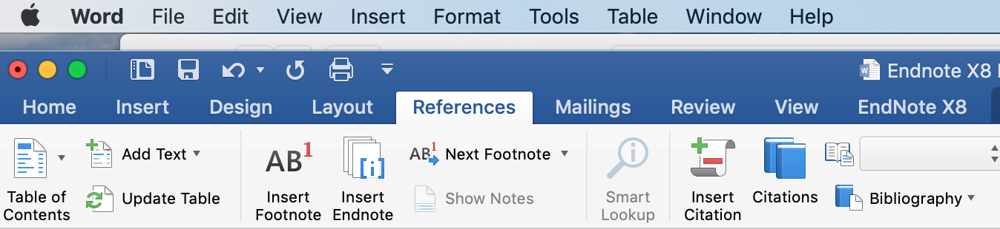 Word File Edit View Insert Format Tools Table Window Help
W Endnote X8
Home Insert Design Layout References Mailings Review View EndNote X8
Table of
Contents
Add Text
Update Table
AB1
Insert
Footnote
[i]
Insert
Endnote
AB1 Next Footnote
Show Notes
Smart
Lookup
Insert
Citation
Citations
Bibliography